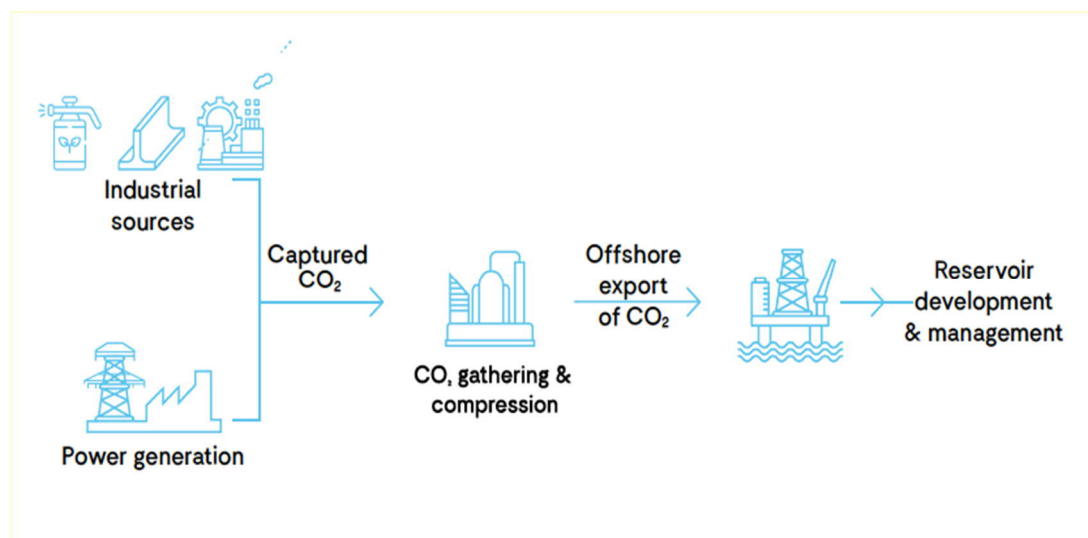 Industrial
sources
Captured
CO₂
Offshore
export
of CO₂
Reservoir
development
& management
CO₂ gathering &
compression
Power generation